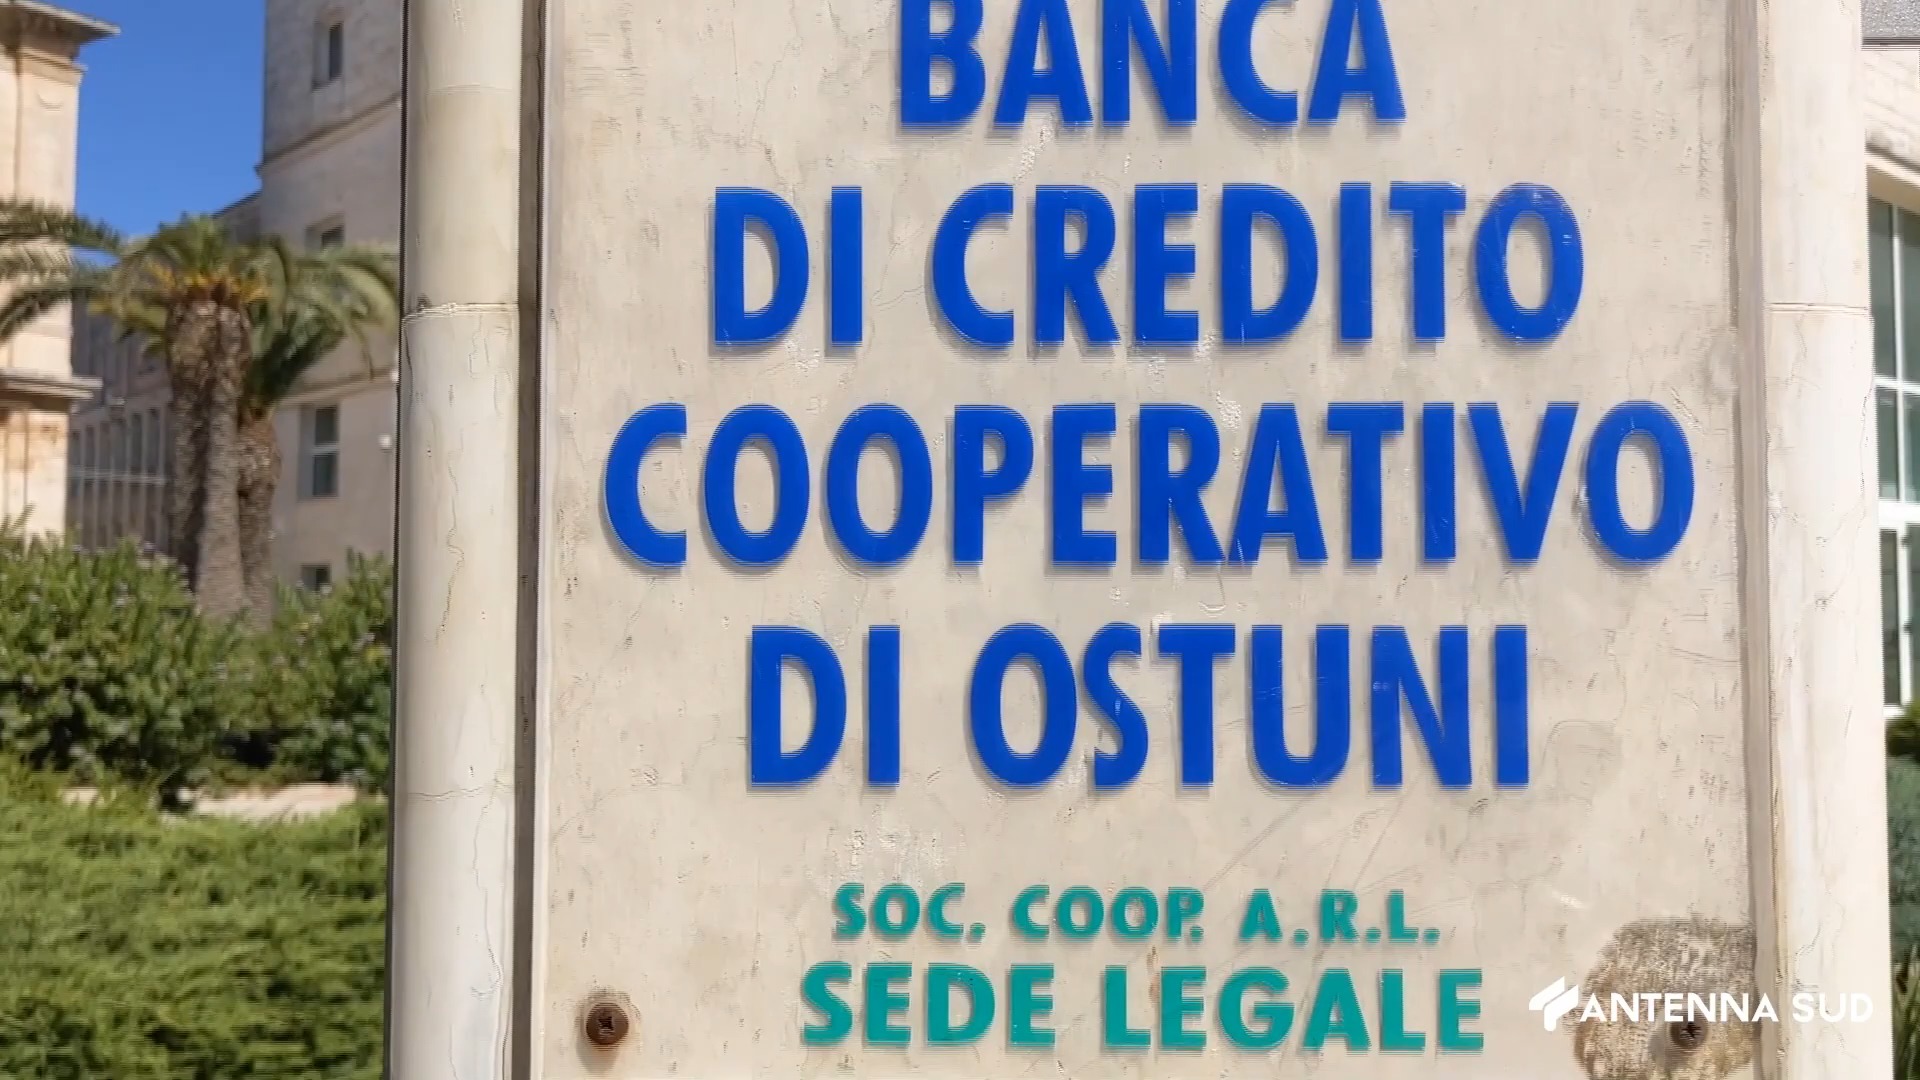 BANCA
DI CREDITO
COOPERATIVO
DI OSTUNI
SOC. COOP. A.R.L.
SEDE LEGALE
ANTENNA SUD